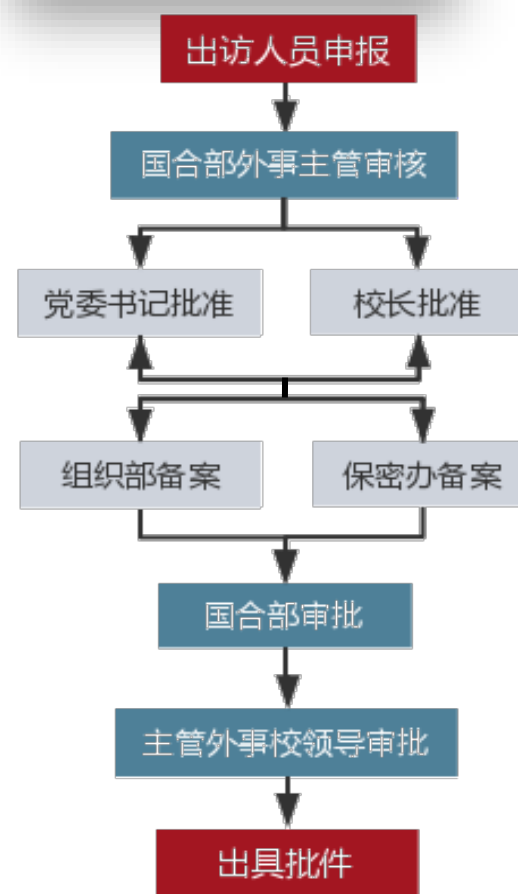 出访人员申报
国合部外事主管审核
党委书记批准
校长批准
组织部备案
保密办备案
国合部审批
主管外事校领导审批
出具批件